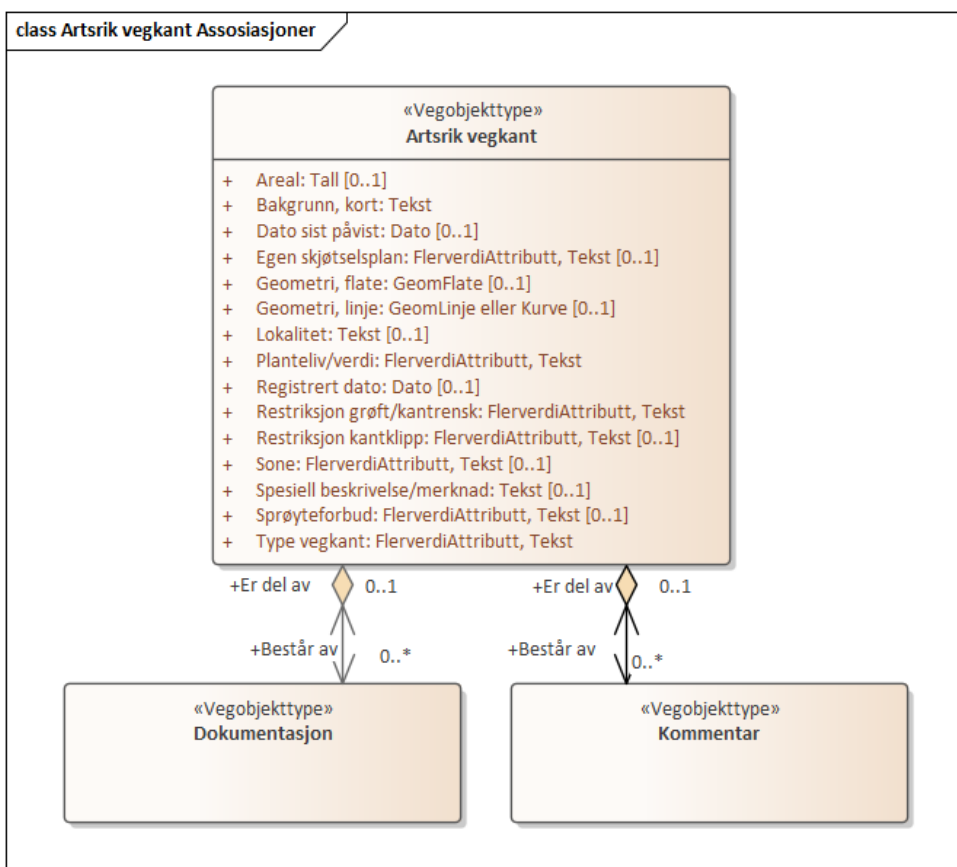 class Artsrik vegkant Assosiasjoner
«Vegobjekttype»
Artsrik vegkant
+ Areal: Tall [0..1]
+ Bakgrunn, kort: Tekst
+ Dato sist påvist: Dato [0..1]
+ Egen skjøtselsplan: FlerverdiAttributt, Tekst [0..1]
+ Geometri, flate: GeomFlate [0..1]
+ Geometri, linje: GeomLinje eller Kurve [0..1]
+ Lokalitet: Tekst [0..1]
+ Planteliv/verdi: FlerverdiAttributt, Tekst
+ Registrert dato: Dato [0..1]
+ Restriksjon grøft/kantrensk: FlerverdiAttributt, Tekst
+ Restriksjon kantklipp: FlerverdiAttributt, Tekst [0..1]
+ Sone: FlerverdiAttributt, Tekst [0..1]
+ Spesiell beskrivelse/merknad: Tekst [0..1]
+ Sprøyteforbud: FlerverdiAttributt, Tekst [0..1]
+ Type vegkant: FlerverdiAttributt, Tekst
+Er del av 0..1 +Er del av 0..1
+Består av 0..* +Består av 0..*
«Vegobjekttype»
Dokumentasjon
«Vegobjekttype»
Kommentar